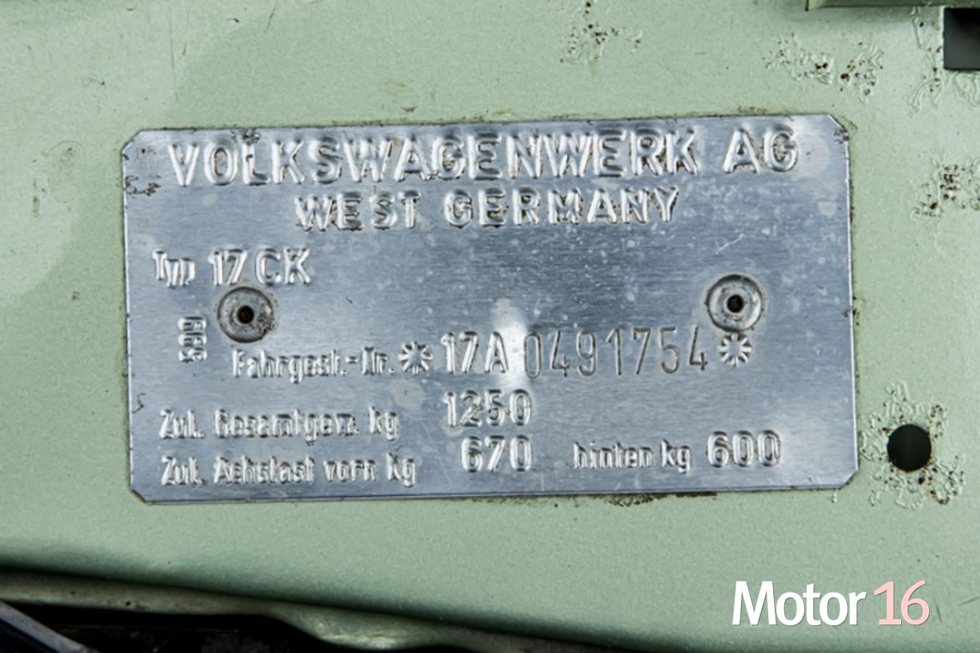 VOLKSWAGENWERK AG
WEST GERMANY
Typ 17 CK
599
Fahrgest.-Nr. * 17A 0491754 *
Zul. Gesamtgew. kg 1250
Zul. Achslast vorn kg 670 hinten kg 600
Motor 16